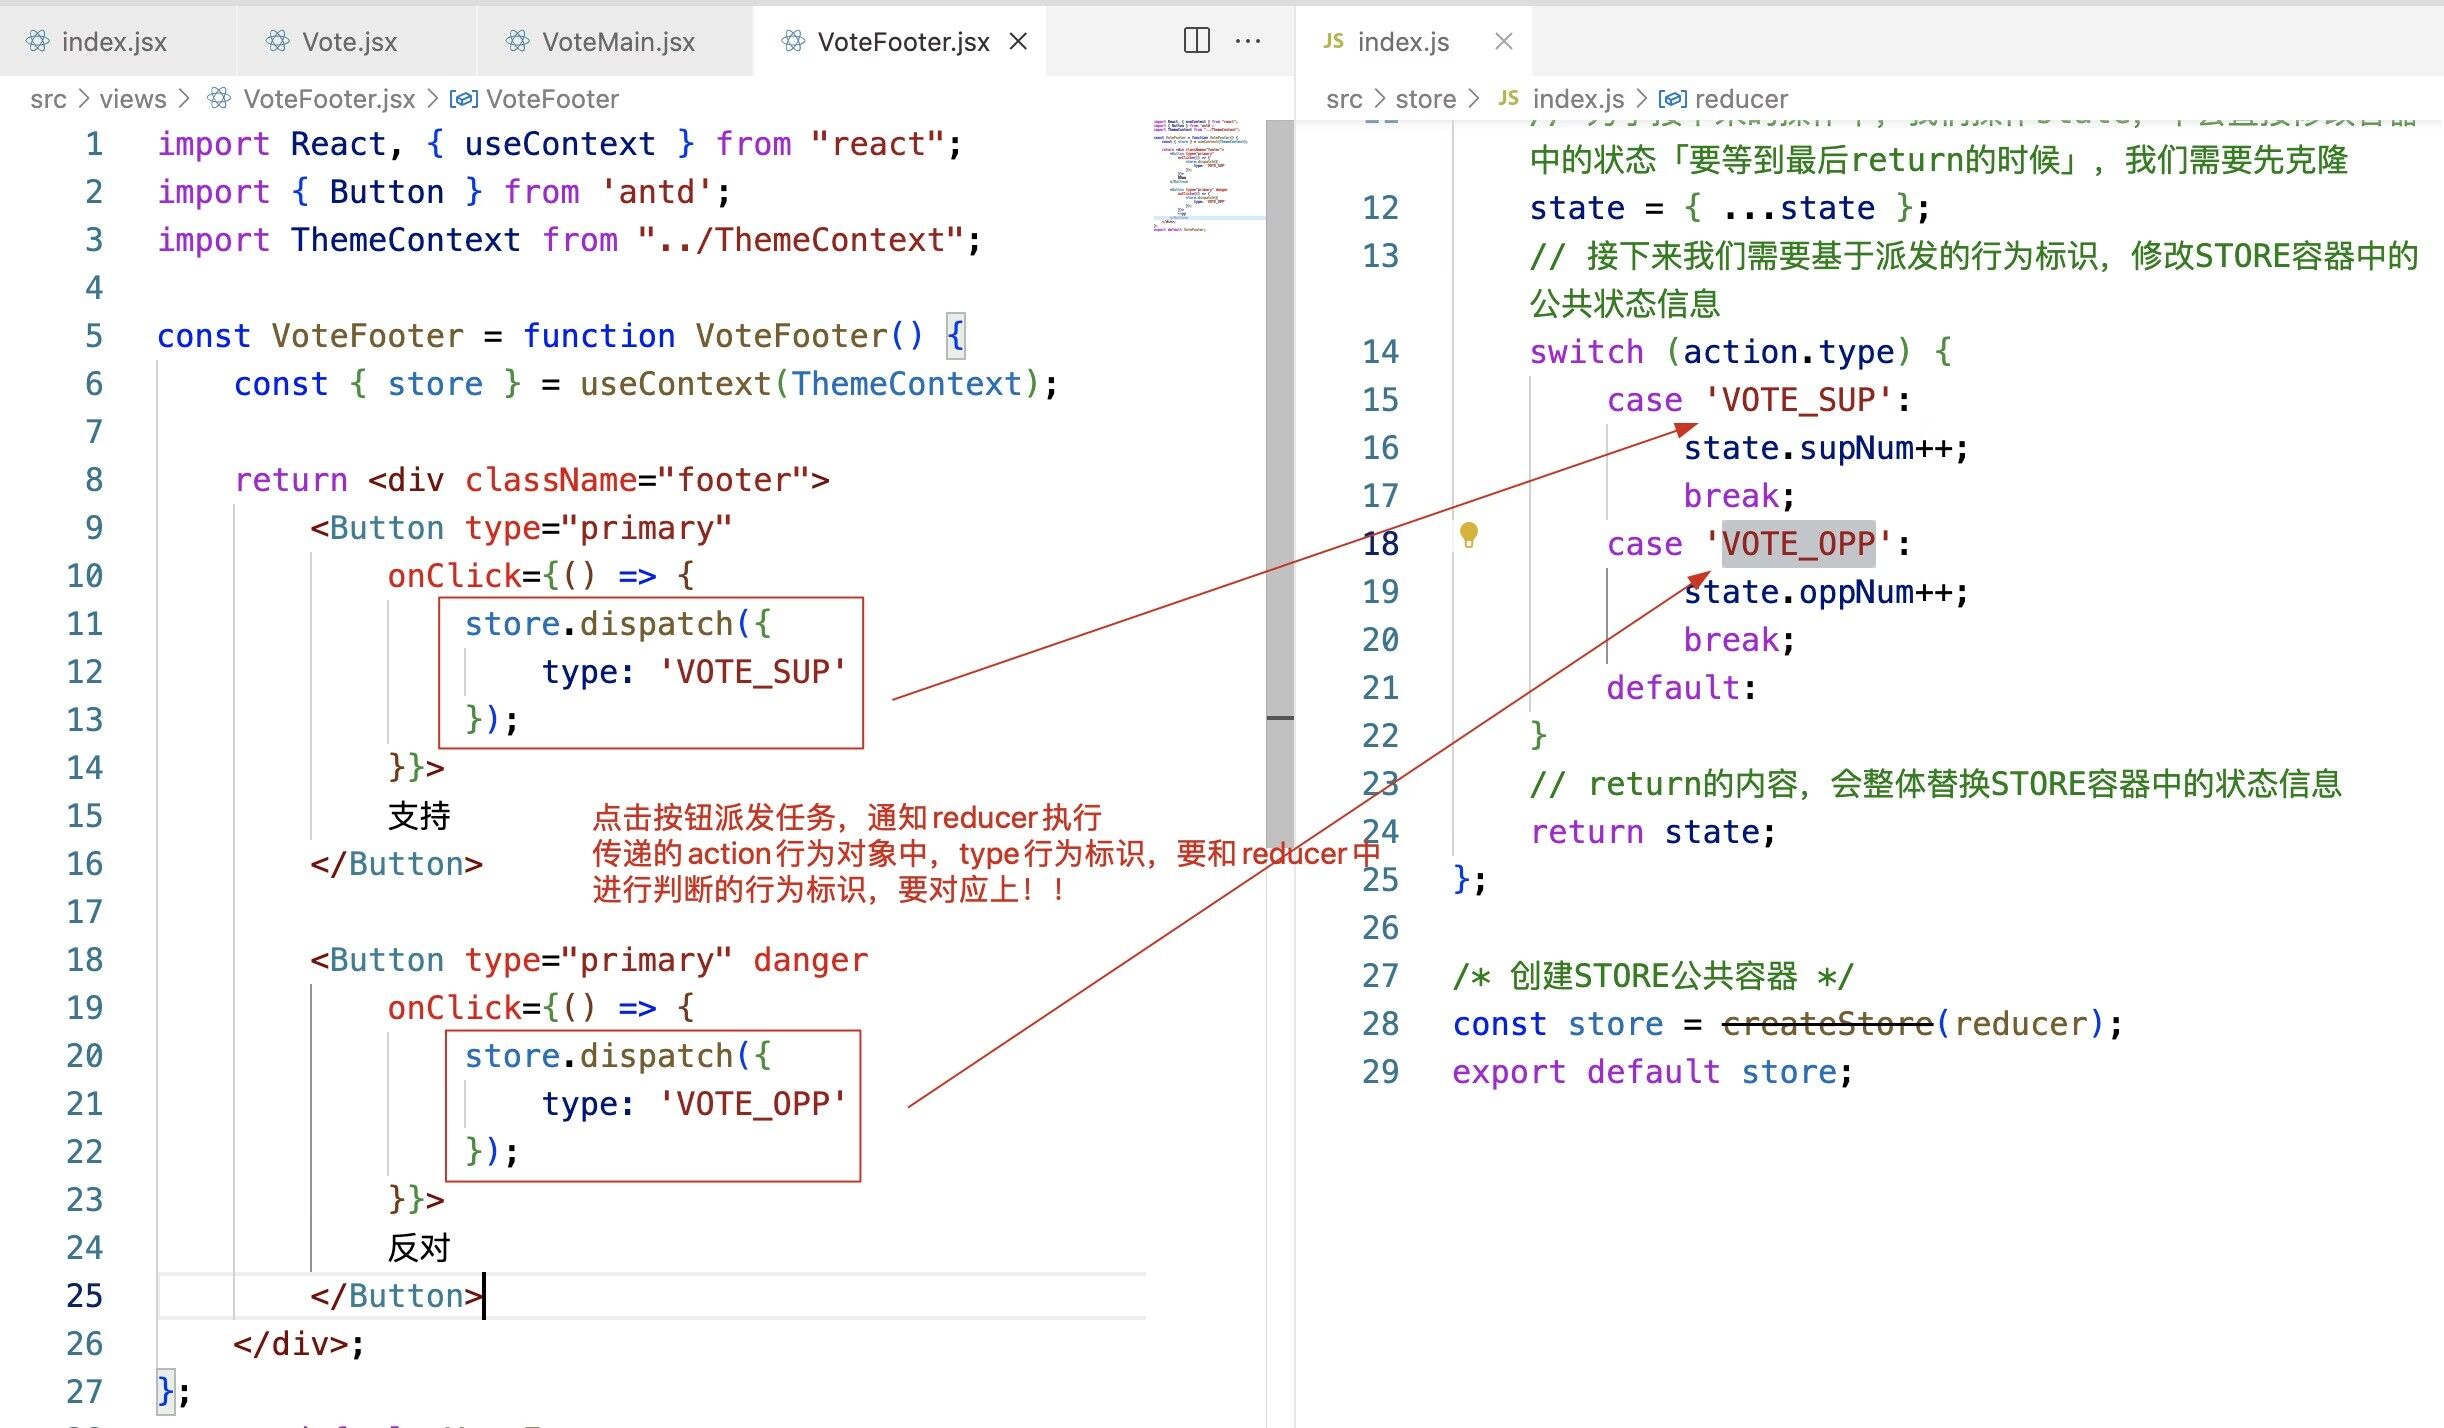 index.jsx
Vote.jsx
VoteMain.jsx
VoteFooter.jsx
src > views > VoteFooter.jsx > VoteFooter
1 import React, { useContext } from "react";
2 import { Button } from 'antd';
3 import ThemeContext from "../ThemeContext";
4
5 const VoteFooter = function VoteFooter() {
6 const { store } = useContext(ThemeContext);
7
8 return <div className="footer">
9 <Button type="primary"
10 onClick={() => {
11 store.dispatch({
12 type: 'VOTE_SUP'
13 });
14 }}>
15 支持
16 </Button>
17
18 <Button type="primary" danger
19 onClick={() => {
20 store.dispatch({
21 type: 'VOTE_OPP'
22 });
23 }}>
24 反对
25 </Button>
26 </div>;
27 };
点击按钮派发任务，通知reducer执行
传递的action行为对象中，type行为标识，要和reducer中
进行判断的行为标识，要对应上！！
JS index.js
src > store > JS index.js > reducer
中的状态「要等到最后return的时候」，我们需要先克隆
12 state = { ...state };
13 // 接下来我们需要基于派发的行为标识，修改STORE容器中的
公共状态信息
14 switch (action.type) {
15 case 'VOTE_SUP':
16 state.supNum++;
17 break;
18 case 'VOTE_OPP':
19 state.oppNum++;
20 break;
21 default:
22 }
23 // return的内容，会整体替换STORE容器中的状态信息
24 return state;
25 };
26
27 /* 创建STORE公共容器 */
28 const store = createStore(reducer);
29 export default store;